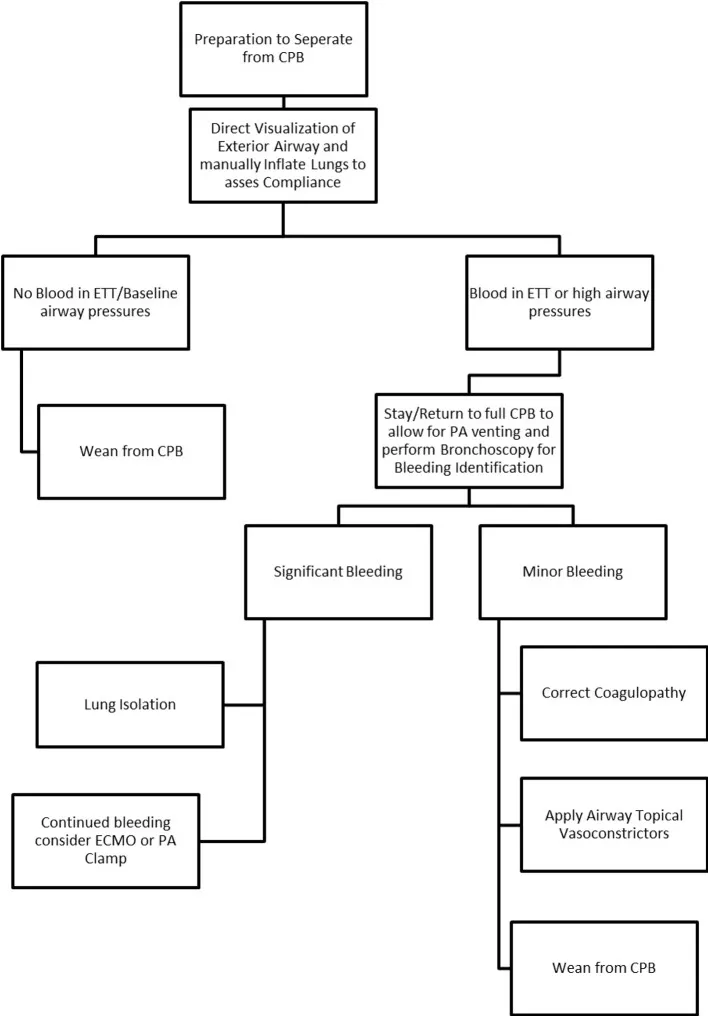 Preparation to Seperate
from CPB
Direct Visualization of
Exterior Airway and
manually Inflate Lungs to
asses Compliance
No Blood in ETT/Baseline
airway pressures
Blood in ETT or high airway
pressures
Wean from CPB
Stay/Return to full CPB to
allow for PA venting and
perform Bronchoscopy for
Bleeding Identification
Significant Bleeding
Minor Bleeding
Lung Isolation
Correct Coagulopathy
Continued bleeding
consider ECMO or PA
Clamp
Apply Airway Topical
Vasoconstrictors
Wean from CPB